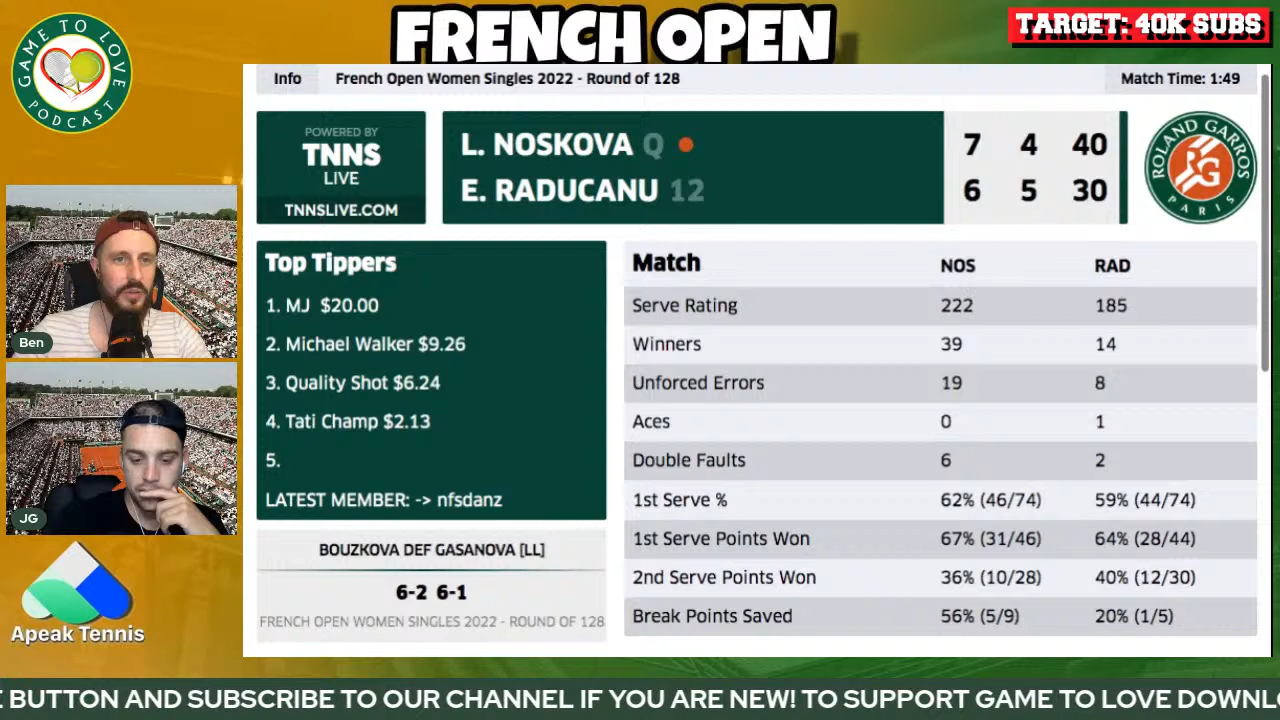 FRENCH OPEN
TARGET: 40K SUBS
GAME TO LOVE PODCAST
Info French Open Women Singles 2022 - Round of 128 Match Time: 1:49
POWERED BY
TNNS
LIVE
TNNSLIVE.COM
L. NOSKOVA Q 7 4 40
E. RADUCANU 12 6 5 30
ROLAND GARROS
PARIS
Top Tippers
1. MJ $20.00
2. Michael Walker $9.26
3. Quality Shot $6.24
4. Tati Champ $2.13
5.
LATEST MEMBER: -> nfsdanz
BOUZKOVA DEF GASANOVA [LL]
6-2 6-1
FRENCH OPEN WOMEN SINGLES 2022 - ROUND OF 128
Match NOS RAD
Serve Rating 222 185
Winners 39 14
Unforced Errors 19 8
Aces 0 1
Double Faults 6 2
1st Serve % 62% (46/74) 59% (44/74)
1st Serve Points Won 67% (31/46) 64% (28/44)
2nd Serve Points Won 36% (10/28) 40% (12/30)
Break Points Saved 56% (5/9) 20% (1/5)
Ben
JG
Apeak Tennis
E BUTTON AND SUBSCRIBE TO OUR CHANNEL IF YOU ARE NEW! TO SUPPORT GAME TO LOVE DOWNL